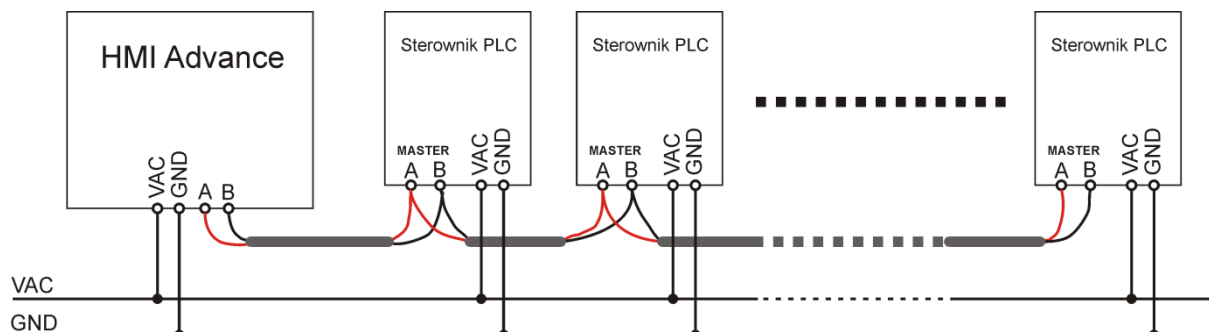 HMI Advance
Sterownik PLC
Sterownik PLC
Sterownik PLC
VAC
GND
A
B
MASTER
A
B
VAC
GND
MASTER
A
B
VAC
GND
MASTER
A
B
VAC
GND
VAC
GND